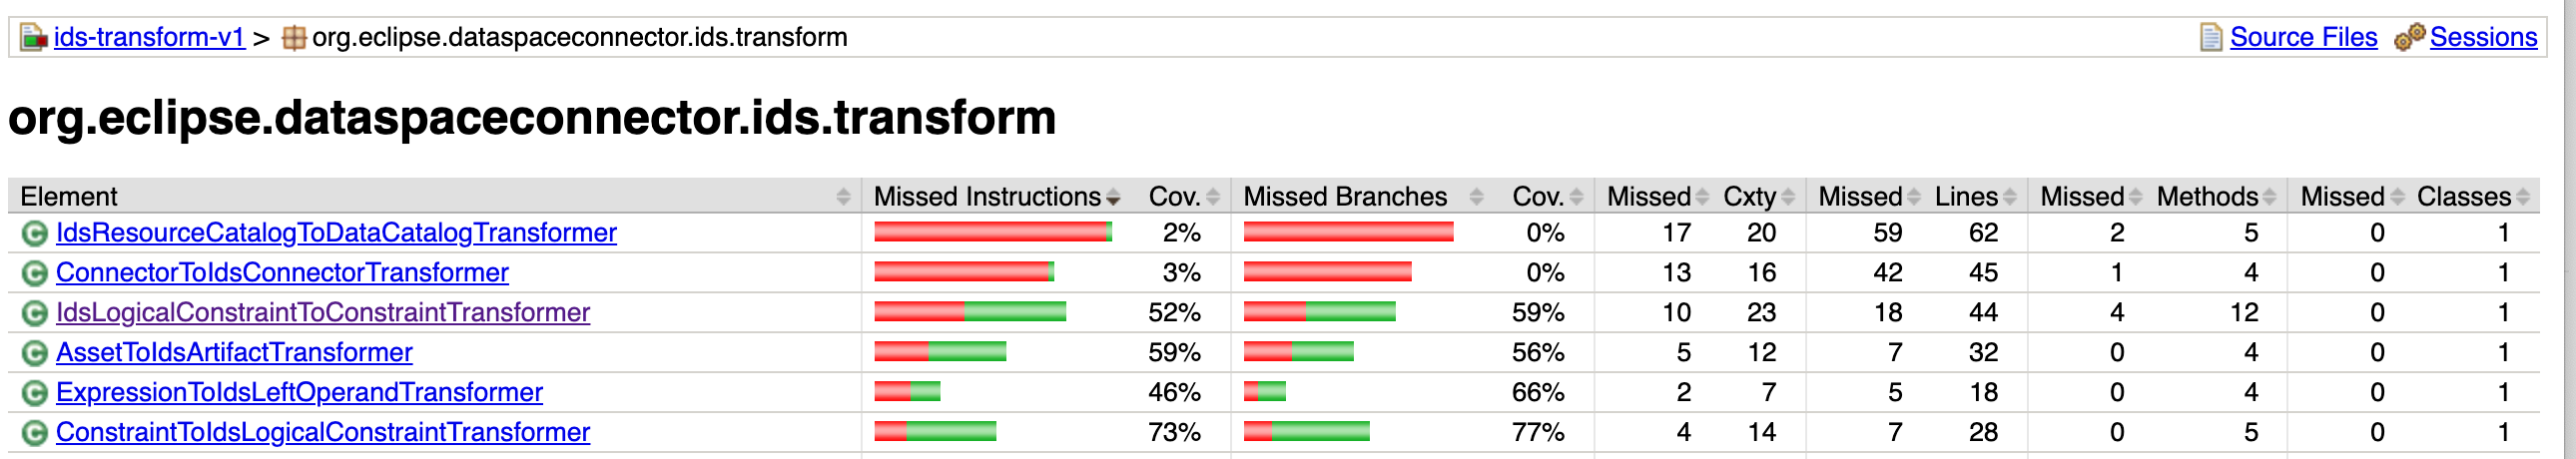 ids-transform-v1 > org.eclipse.dataspaceconnector.ids.transform Source Files Sessions
org.eclipse.dataspaceconnector.ids.transform
Element Missed Instructions Cov. Missed Branches Cov. Missed Cxty Missed Lines Missed Methods Missed Classes
C IdsResourceCatalogToDataCatalogTransformer 2% 0% 17 20 59 62 2 5 0 1
C ConnectorToIdsConnectorTransformer 3% 0% 13 16 42 45 1 4 0 1
C IdsLogicalConstraintToConstraintTransformer 52% 59% 10 23 18 44 4 12 0 1
C AssetToIdsArtifactTransformer 59% 56% 5 12 7 32 0 4 0 1
C ExpressionToIdsLeftOperandTransformer 46% 66% 2 7 5 18 0 4 0 1
C ConstraintToIdsLogicalConstraintTransformer 73% 77% 4 14 7 28 0 5 0 1